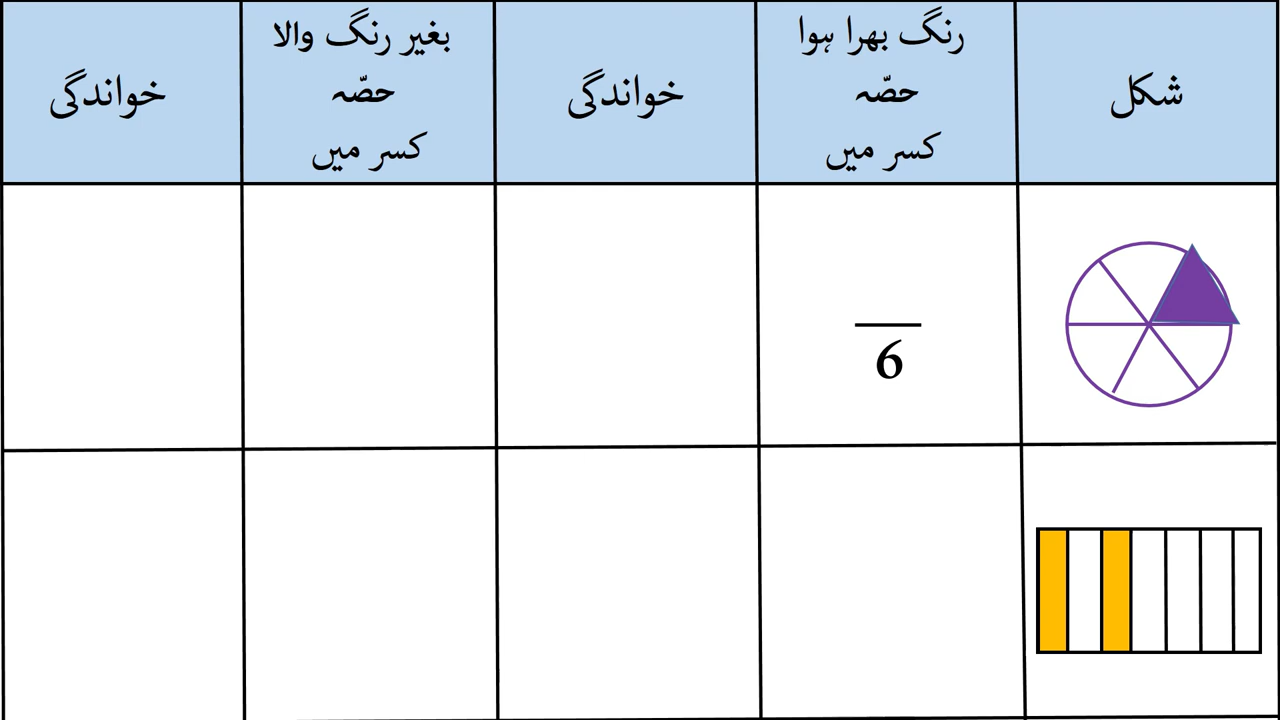 شکل
رنگ بھرا ہوا
حصّہ
کسر میں
خواندگی
بغیر رنگ والا
حصّہ
کسر میں
خواندگی
6